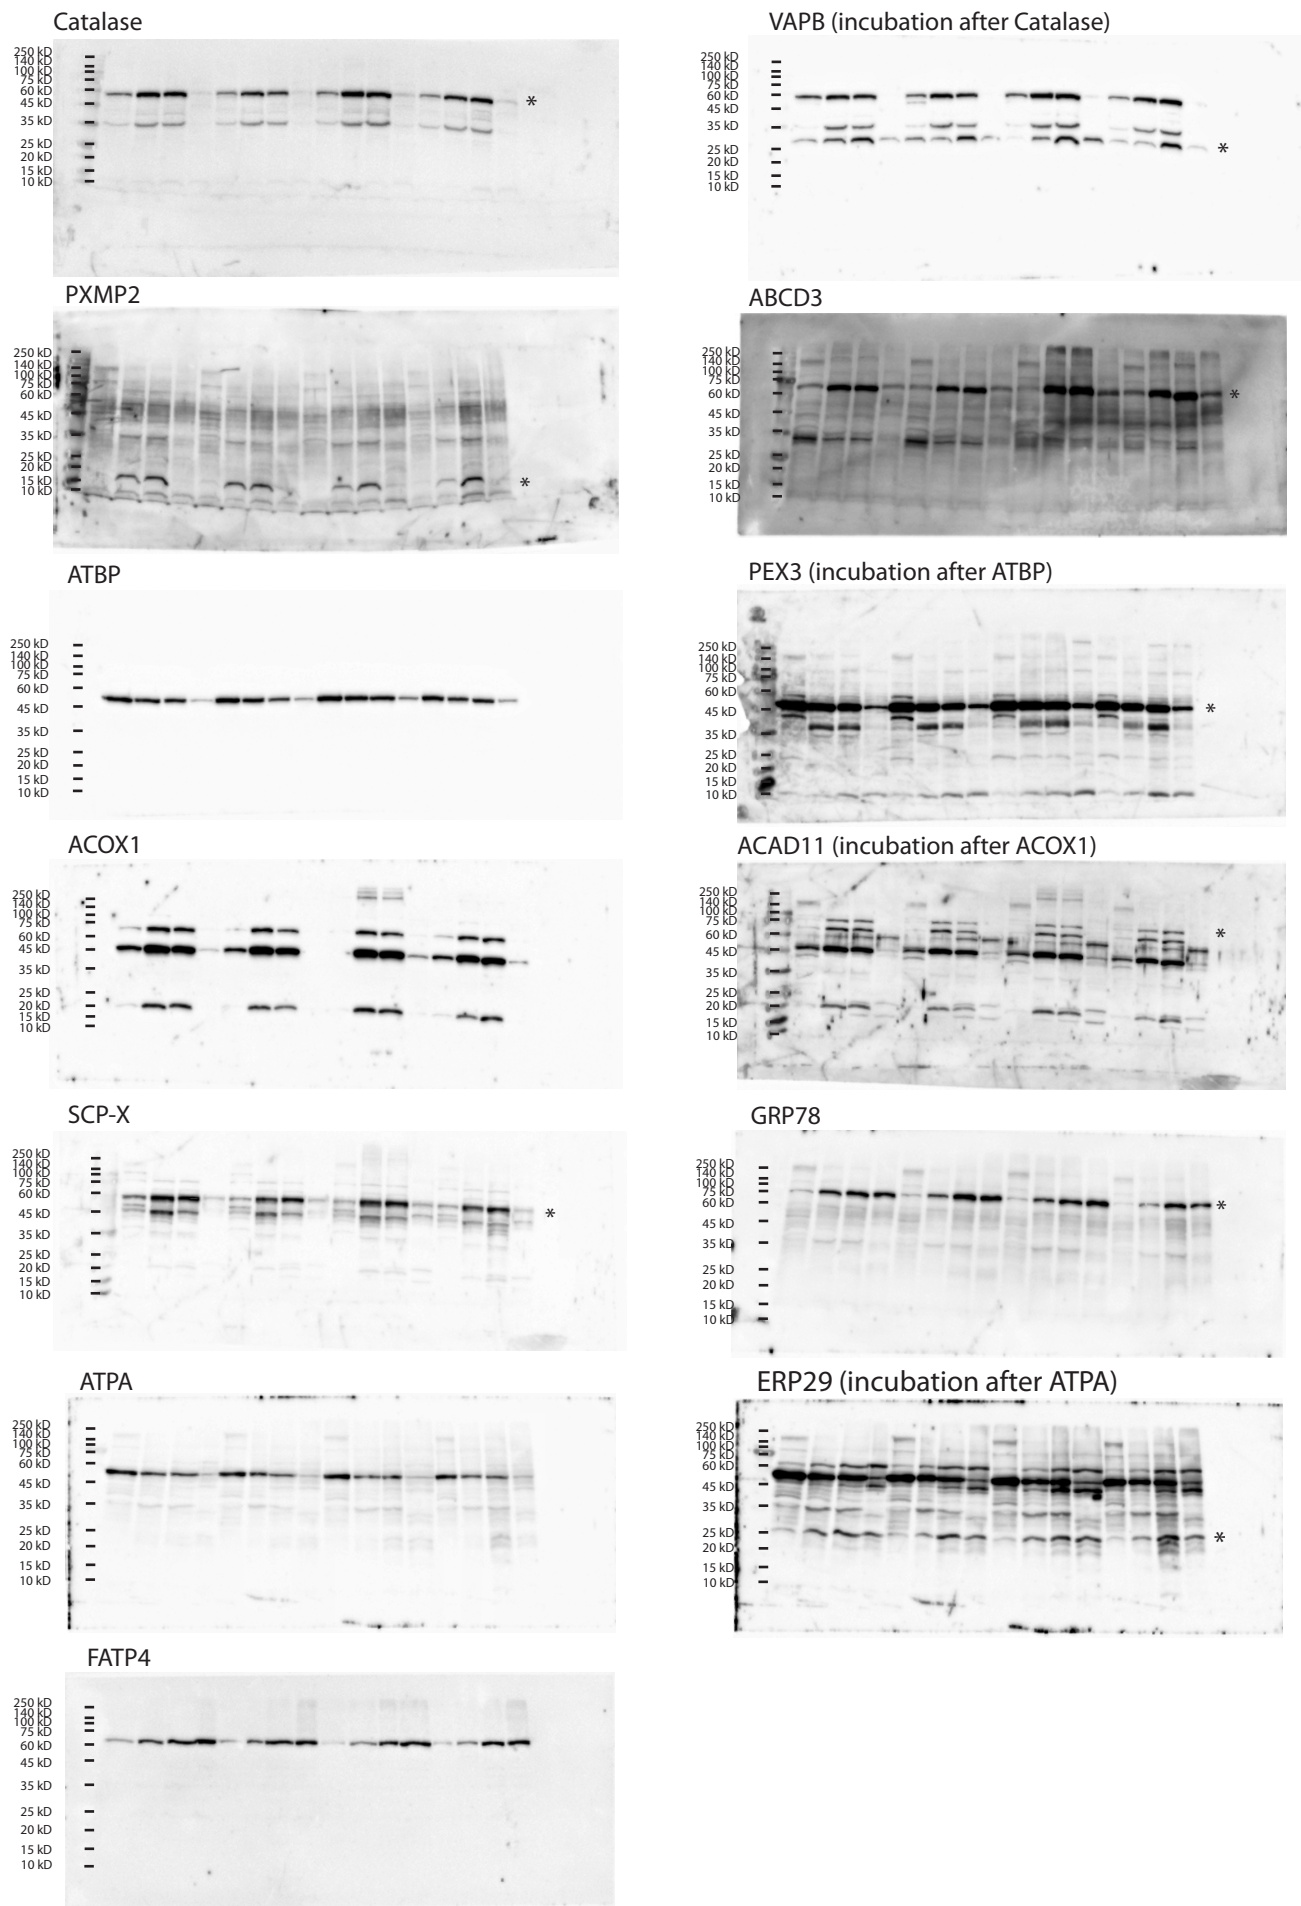 Catalase
250 kD
140 kD
100 kD
75 kD
60 kD
45 kD
35 kD
25 kD
20 kD
15 kD
10 kD
*
VAPB (incubation after Catalase)
250 kD
140 kD
100 kD
75 kD
60 kD
45 kD
35 kD
25 kD
20 kD
15 kD
10 kD
*
PXMP2
250 kD
140 kD
100 kD
75 kD
60 kD
45 kD
35 kD
25 kD
20 kD
15 kD
10 kD
*
ABCD3
250 kD
140 kD
100 kD
75 kD
60 kD
45 kD
35 kD
25 kD
20 kD
15 kD
10 kD
*
ATBP
250 kD
140 kD
100 kD
75 kD
60 kD
45 kD
35 kD
25 kD
20 kD
15 kD
10 kD
PEX3 (incubation after ATBP)
250 kD
140 kD
100 kD
75 kD
60 kD
45 kD
35 kD
25 kD
20 kD
15 kD
10 kD
*
ACOX1
250 kD
140 kD
100 kD
75 kD
60 kD
45 kD
35 kD
25 kD
20 kD
15 kD
10 kD
ACAD11 (incubation after ACOX1)
250 kD
140 kD
100 kD
75 kD
60 kD
45 kD
35 kD
25 kD
20 kD
15 kD
10 kD
*
SCP-X
250 kD
140 kD
100 kD
75 kD
60 kD
45 kD
35 kD
25 kD
20 kD
15 kD
10 kD
*
GRP78
250 kD
140 kD
100 kD
75 kD
60 kD
45 kD
35 kD
25 kD
20 kD
15 kD
10 kD
*
ATPA
250 kD
140 kD
100 kD
75 kD
60 kD
45 kD
35 kD
25 kD
20 kD
15 kD
10 kD
ERP29 (incubation after ATPA)
250 kD
140 kD
100 kD
75 kD
60 kD
45 kD
35 kD
25 kD
20 kD
15 kD
10 kD
*
FATP4
250 kD
140 kD
100 kD
75 kD
60 kD
45 kD
35 kD
25 kD
20 kD
15 kD
10 kD